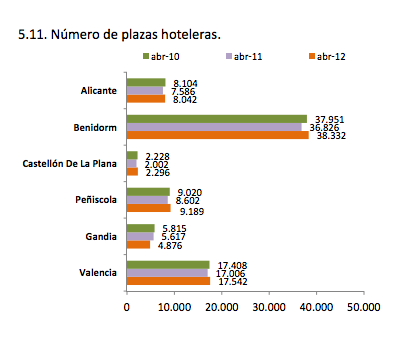 5.11. Número de plazas hoteleras.
abr-10 abr-11 abr-12
Alicante 8.104 7.586 8.042
Benidorm 37.951 36.826 38.332
Castellón De La Plana 2.228 2.002 2.296
Peñiscola 9.020 8.602 9.189
Gandia 5.815 5.617 4.876
Valencia 17.408 17.006 17.542
0 10.000 20.000 30.000 40.000 50.000